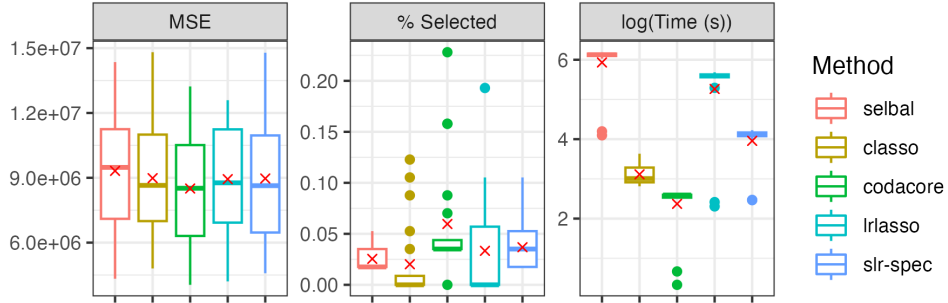 MSE
% Selected
log(Time (s))
1.5e+07
1.2e+07
9.0e+06
6.0e+06
0.20
0.15
0.10
0.05
0.00
6
4
2
Method
selbal
classo
codacore
lrlasso
slr-spec